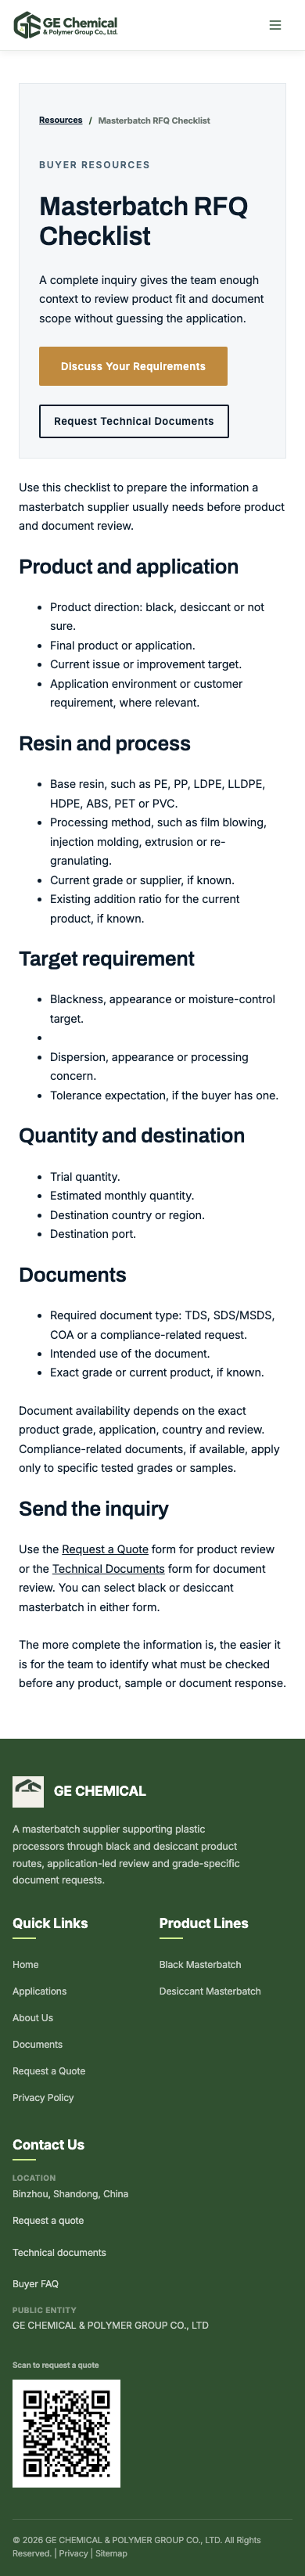 GE Chemical
& Polymer Group Co., Ltd.
Resources / Masterbatch RFQ Checklist
BUYER RESOURCES
Masterbatch RFQ
Checklist
A complete inquiry gives the team enough
context to review product fit and document
scope without guessing the application.
Discuss Your Requirements
Request Technical Documents
Use this checklist to prepare the information a
masterbatch supplier usually needs before product
and document review.
Product and application
• Product direction: black, desiccant or not
sure.
• Final product or application.
• Current issue or improvement target.
• Application environment or customer
requirement, where relevant.
Resin and process
• Base resin, such as PE, PP, LDPE, LLDPE,
HDPE, ABS, PET or PVC.
• Processing method, such as film blowing,
injection molding, extrusion or re-
granulating.
• Current grade or supplier, if known.
• Existing addition ratio for the current
product, if known.
Target requirement
• Blackness, appearance or moisture-control
target.
•
• Dispersion, appearance or processing
concern.
• Tolerance expectation, if the buyer has one.
Quantity and destination
• Trial quantity.
• Estimated monthly quantity.
• Destination country or region.
• Destination port.
Documents
• Required document type: TDS, SDS/MSDS,
COA or a compliance-related request.
• Intended use of the document.
• Exact grade or current product, if known.
Document availability depends on the exact
product grade, application, country and review.
Compliance-related documents, if available, apply
only to specific tested grades or samples.
Send the inquiry
Use the Request a Quote form for product review
or the Technical Documents form for document
review. You can select black or desiccant
masterbatch in either form.
The more complete the information is, the easier it
is for the team to identify what must be checked
before any product, sample or document response.
GE CHEMICAL
A masterbatch supplier supporting plastic
processors through black and desiccant product
routes, application-led review and grade-specific
document requests.
Quick Links
Home
Applications
About Us
Documents
Request a Quote
Privacy Policy
Product Lines
Black Masterbatch
Desiccant Masterbatch
Contact Us
LOCATION
Binzhou, Shandong, China
Request a quote
Technical documents
Buyer FAQ
PUBLIC ENTITY
GE CHEMICAL & POLYMER GROUP CO., LTD
Scan to request a quote
© 2026 GE CHEMICAL & POLYMER GROUP CO., LTD. All Rights
Reserved. | Privacy | Sitemap